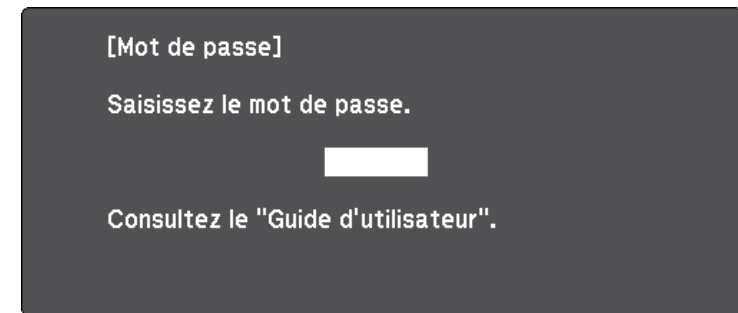 [Mot de passe]
Saisissez le mot de passe.
Consultez le "Guide d'utilisateur".